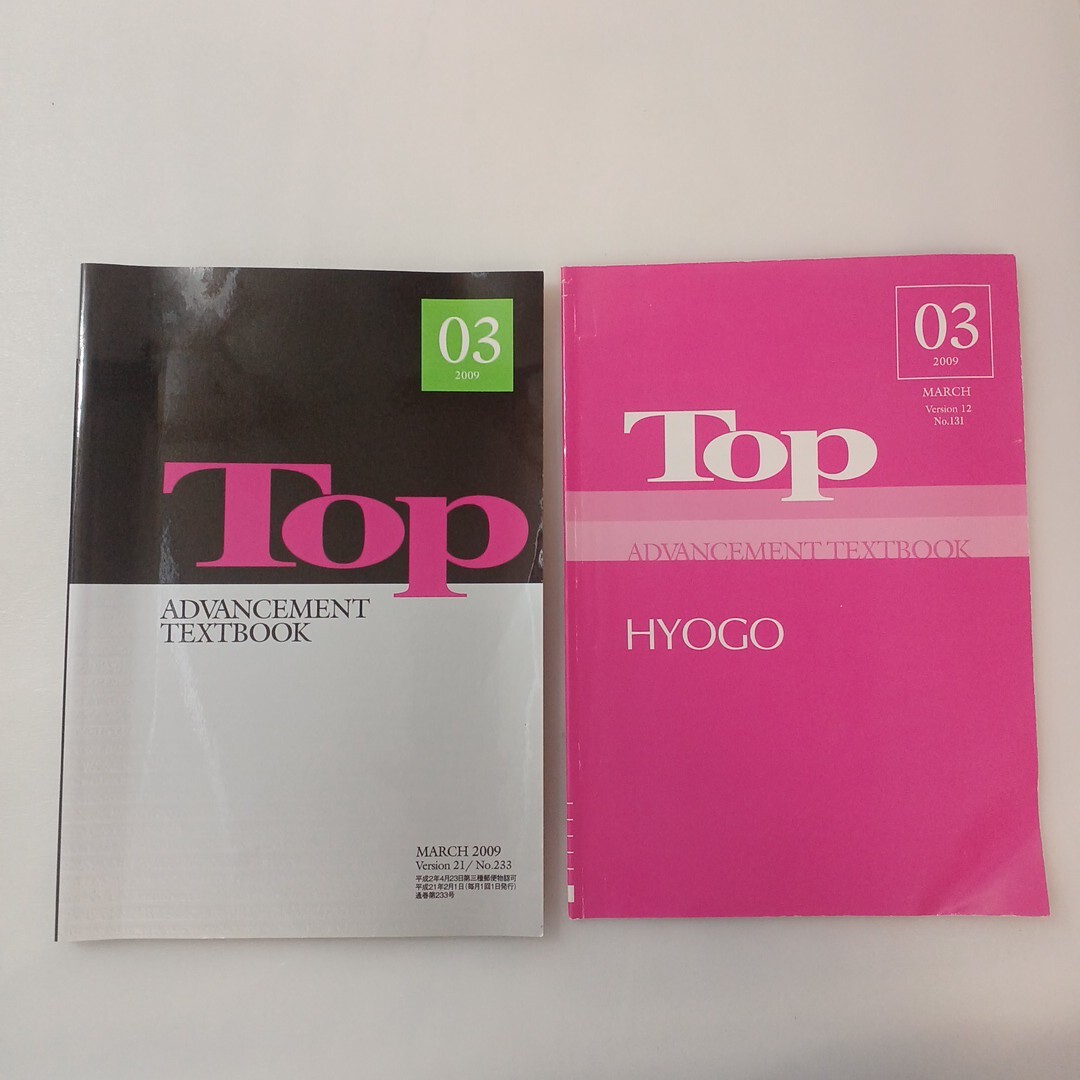 03
2009
Top
ADVANCEMENT
TEXTBOOK
MARCH 2009
Version 21/ No.233
平成2年4月23日第三種郵便物認可
平成21年2月1日(毎月1回1日発行)
通巻第233号
03
2009
MARCH
Version 12
No.131
Top
ADVANCEMENT TEXTBOOK
HYOGO